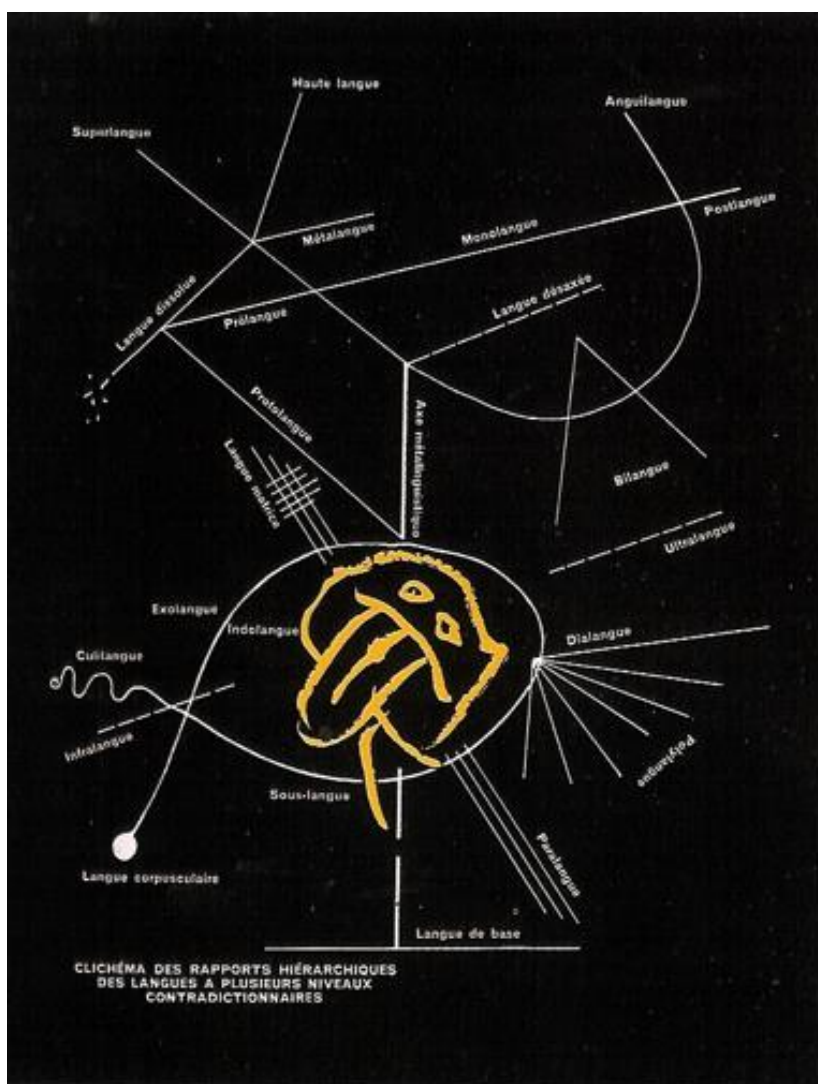 Haute langue
Anguilangue
Superlangue
Postlangue
Métalangue
Monolangue
Langue dissolue
Langue désaxée
Prélangue
Protolangue
Axe métalinguistique
Langue matrice
Bilangue
Ultralangue
Exolangue
Indolangue
Dialangue
Culilangue
Infralangue
Polylangue
Sous-langue
Paralangue
Langue corpusculaire
Langue de base
CLICHÉMA DES RAPPORTS HIÉRARCHIQUES
DES LANGUES A PLUSIEURS NIVEAUX
CONTRADICTIONNAIRES